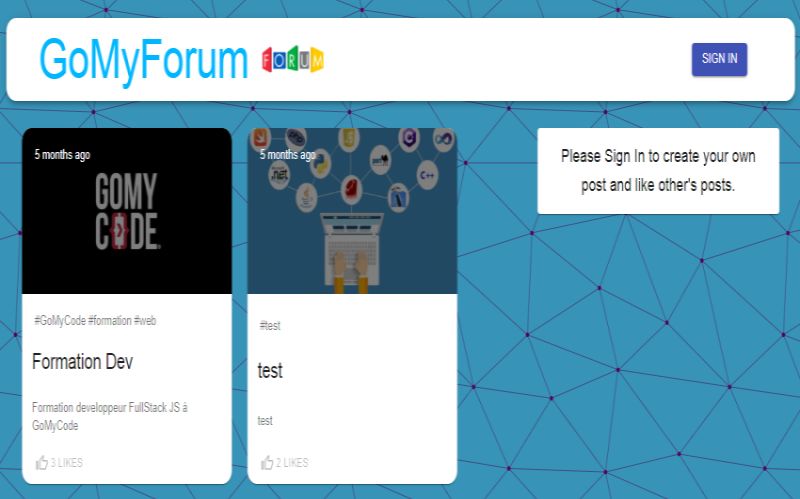 GoMyForum
FORUM
SIGN IN
5 months ago
GOMY
CODE
#GoMyCode #formation #web
Formation Dev
Formation developpeur FullStack JS à
GoMyCode
3 LIKES
5 months ago
.net
C++
#test
test
test
2 LIKES
Please Sign In to create your own
post and like other's posts.